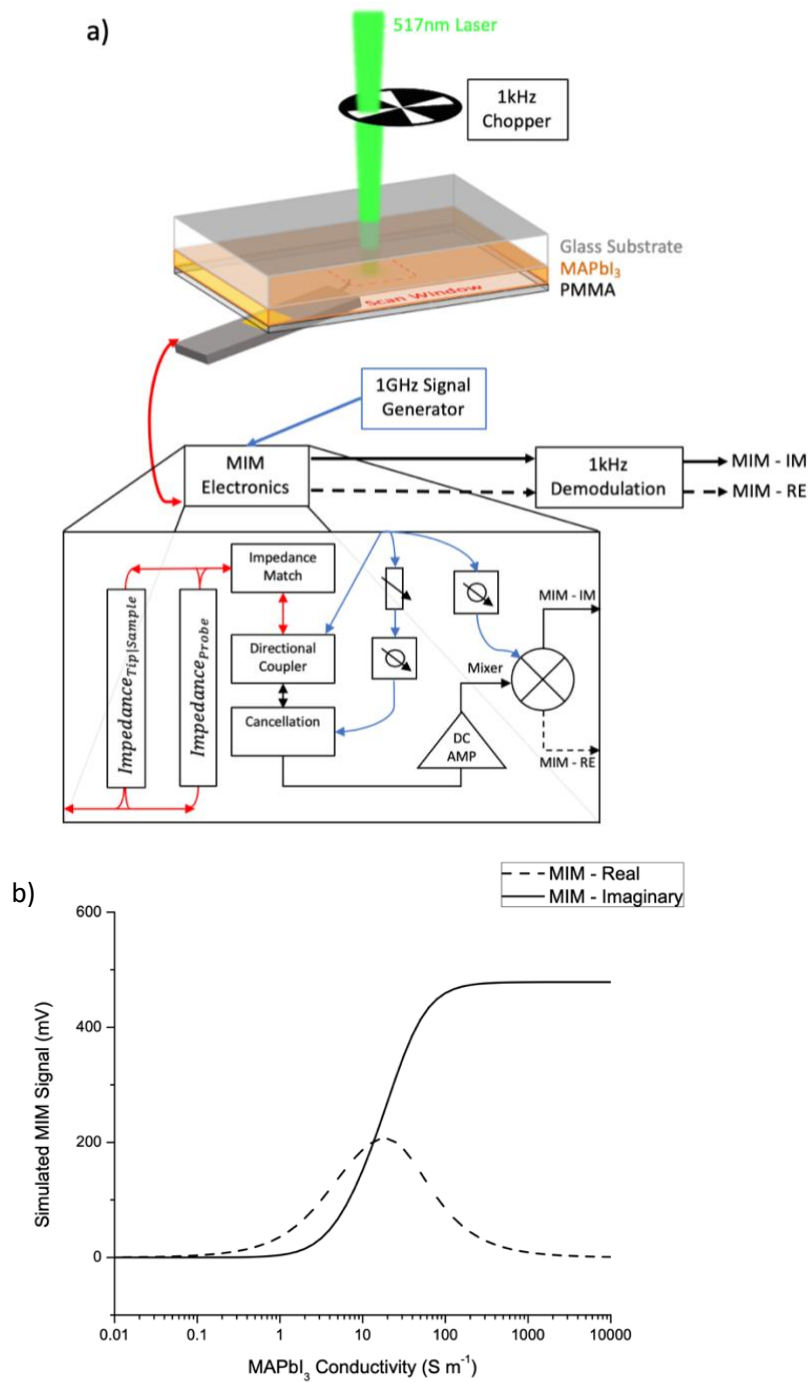 a)
517nm Laser
1kHz
Chopper
Glass Substrate
MAPbI₃
PMMA
Scan Window
1GHz Signal
Generator
MIM
Electronics
1kHz
Demodulation
MIM - IM
MIM - RE
Impedance
Match
Impedance_Tip|Sample
Impedance_Probe
Directional
Coupler
Cancellation
Mixer
DC
AMP
MIM - IM
MIM - RE
b)
MIM - Real
MIM - Imaginary
600
400
200
0
Simulated MIM Signal (mV)
0.01
0.1
1
10
100
1000
10000
MAPbI₃ Conductivity (S m⁻¹)